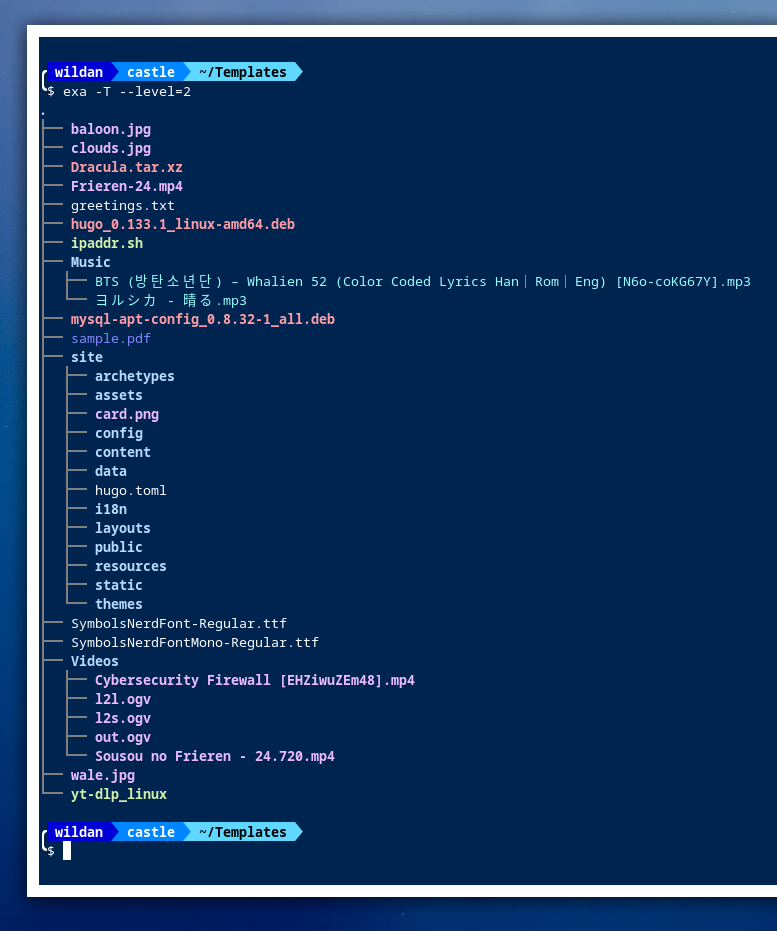 wildan castle ~/Templates
$ exa -T --level=2
.
├── baloon.jpg
├── clouds.jpg
├── Dracula.tar.xz
├── Frieren-24.mp4
├── greetings.txt
├── hugo_0.133.1_linux-amd64.deb
├── ipaddr.sh
├── Music
│  ├── BTS (방탄소년단) – Whalien 52 (Color Coded Lyrics Han｜Rom｜Eng) [N6o-coKG67Y].mp3
│  └── ヨルシカ - 晴る.mp3
├── mysql-apt-config_0.8.32-1_all.deb
├── sample.pdf
├── site
│  ├── archetypes
│  ├── assets
│  ├── card.png
│  ├── config
│  ├── content
│  ├── data
│  ├── hugo.toml
│  ├── i18n
│  ├── layouts
│  ├── public
│  ├── resources
│  ├── static
│  └── themes
├── SymbolsNerdFont-Regular.ttf
├── SymbolsNerdFontMono-Regular.ttf
├── Videos
│  ├── Cybersecurity Firewall [EHZiwuZEm48].mp4
│  ├── l2l.ogv
│  ├── l2s.ogv
│  ├── out.ogv
│  └── Sousou no Frieren - 24.720.mp4
├── wale.jpg
└── yt-dlp_linux
wildan castle ~/Templates
$